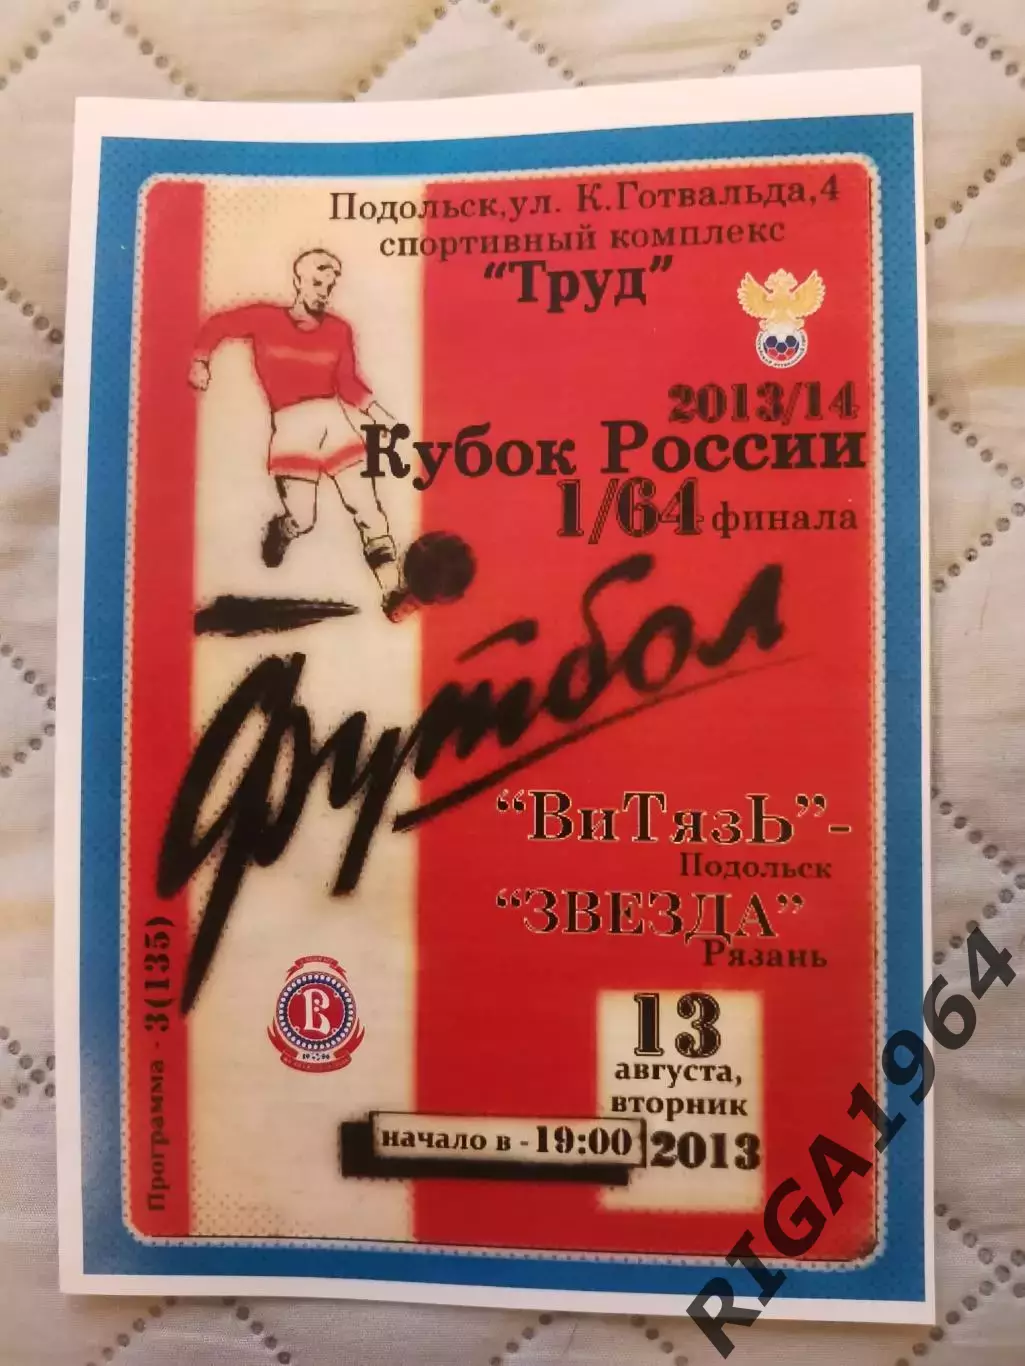 Подольск,ул. К.Готвальда,4
спортивный комплекс
"Труд"
2013/14
Кубок России
1/64 финала
Футбол
"ВиТязЬ"-
Подольск
"ЗВЕЗДА"
Рязань
13
августа,
вторник
начало в - 19:00 2013
Программа - 3(135)
В
RIGA1964